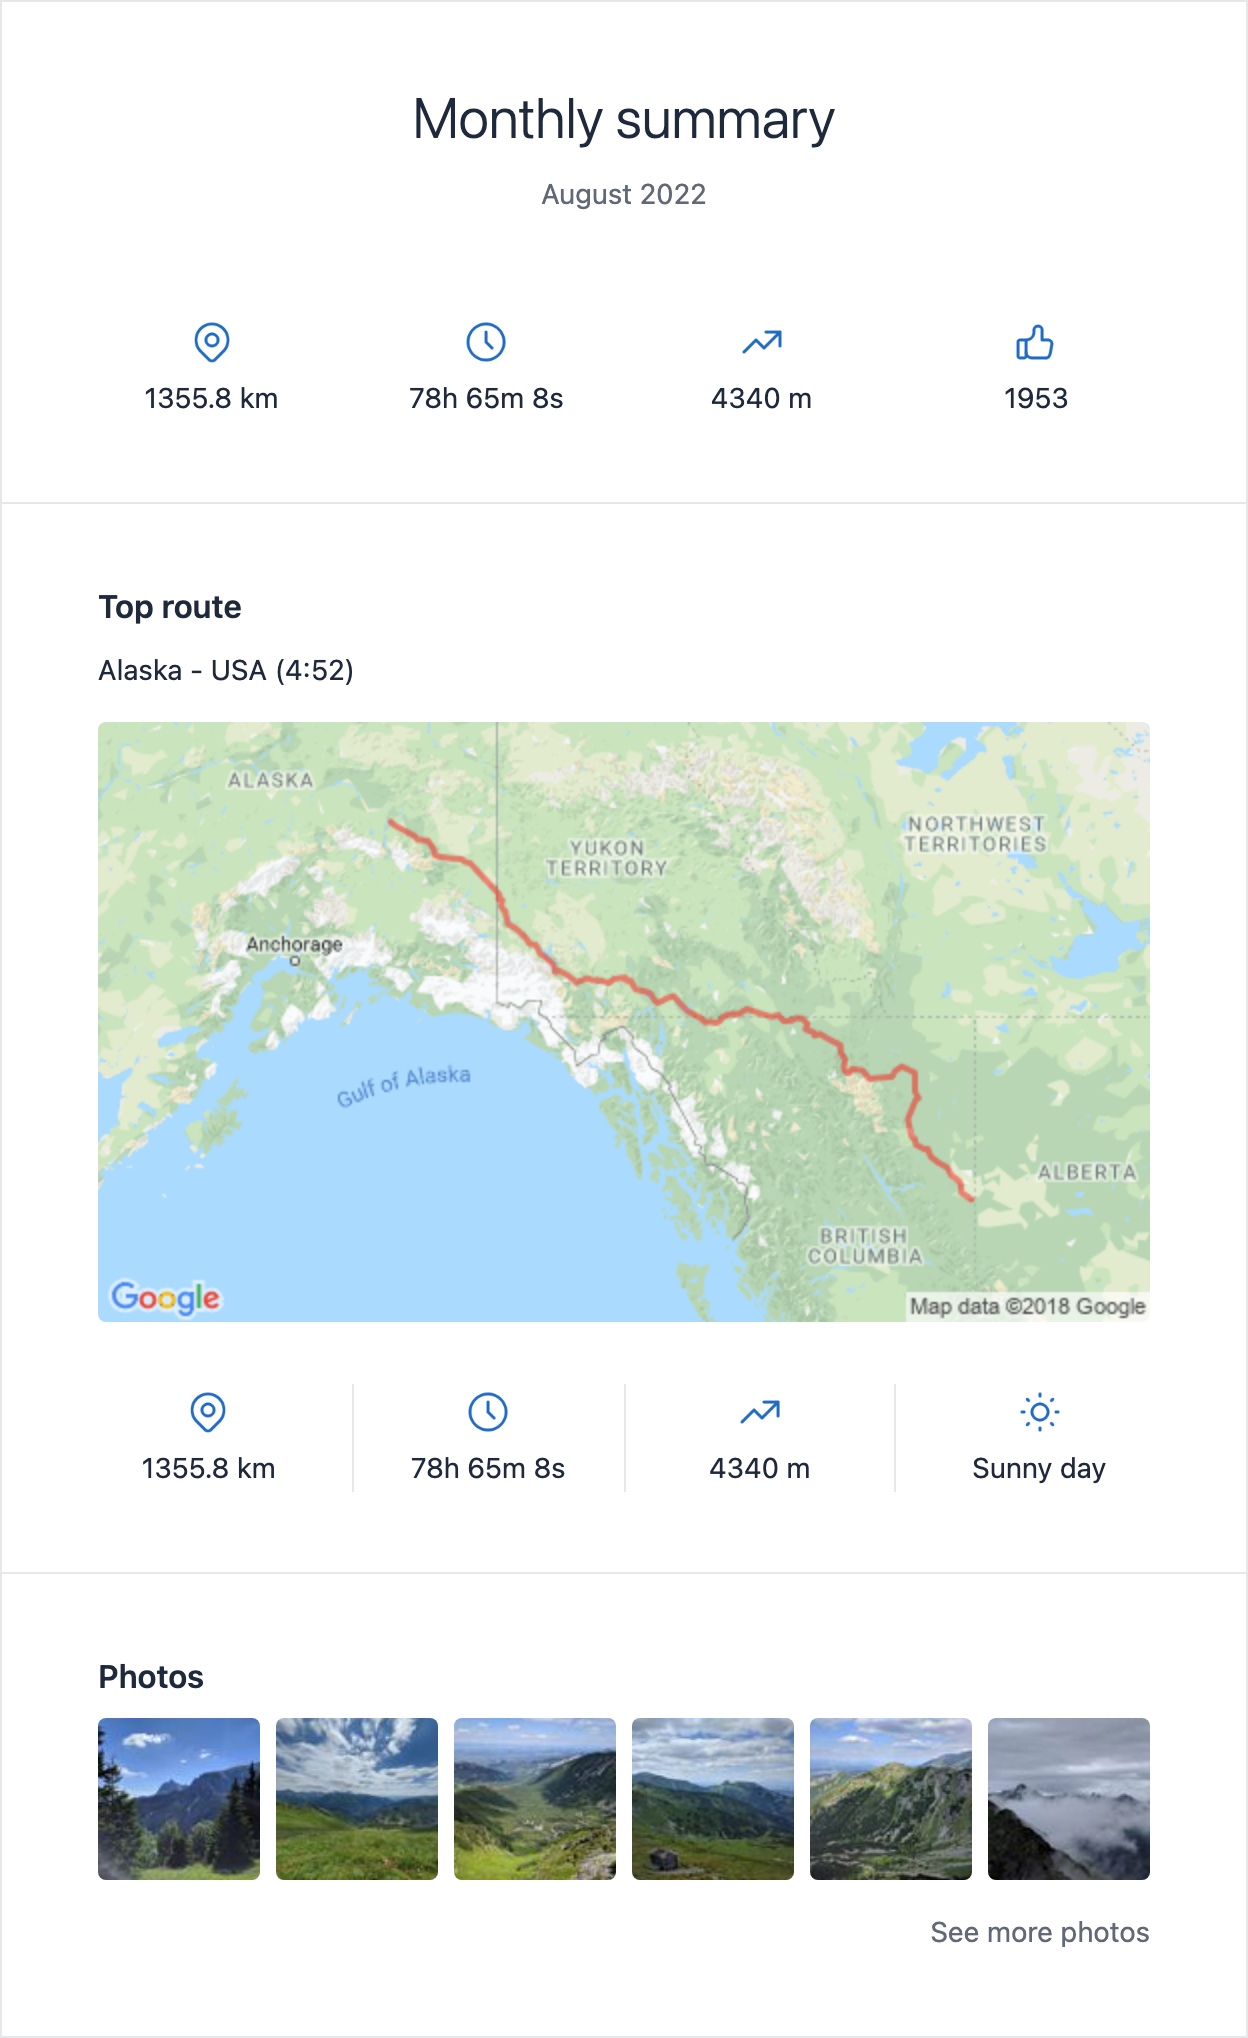 Monthly summary
August 2022
1355.8 km
78h 65m 8s
4340 m
1953
Top route
Alaska - USA (4:52)
ALASKA
NORTHWEST
TERRITORIES
YUKON
TERRITORY
Anchorage
Gulf of Alaska
ALBERTA
BRITISH
COLUMBIA
Google
Map data ©2018 Google
1355.8 km
78h 65m 8s
4340 m
Sunny day
Photos
See more photos